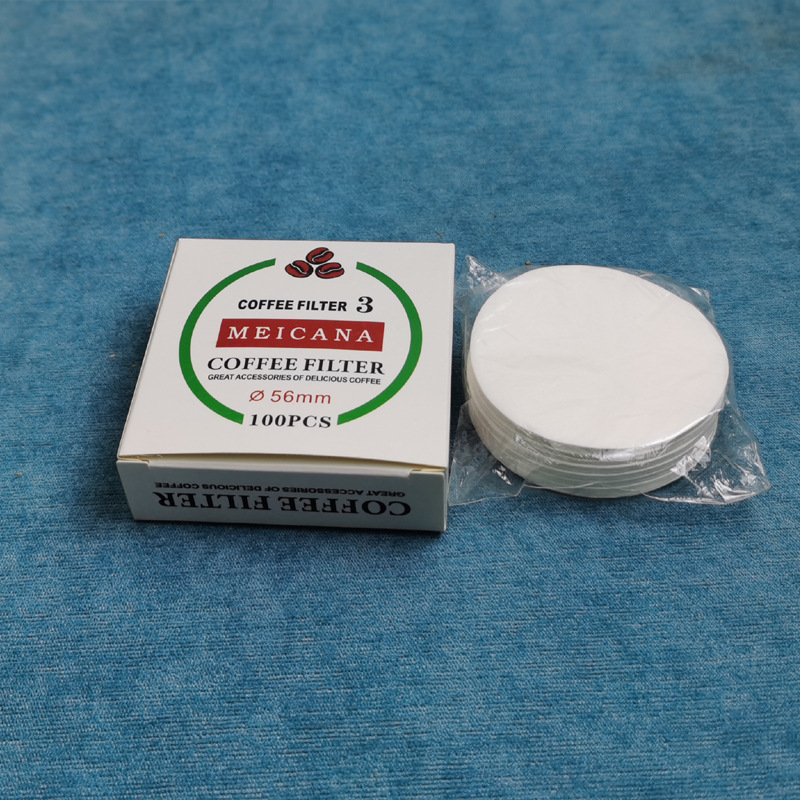 COFFEE FILTER 3
MEICANA
COFFEE FILTER
GREAT ACCESSORIES OF DELICIOUS COFFEE
Ø 56mm
100PCS
GREAT ACCESSORIES OF DELICIOUS COFFEE
COFFEE FILTER